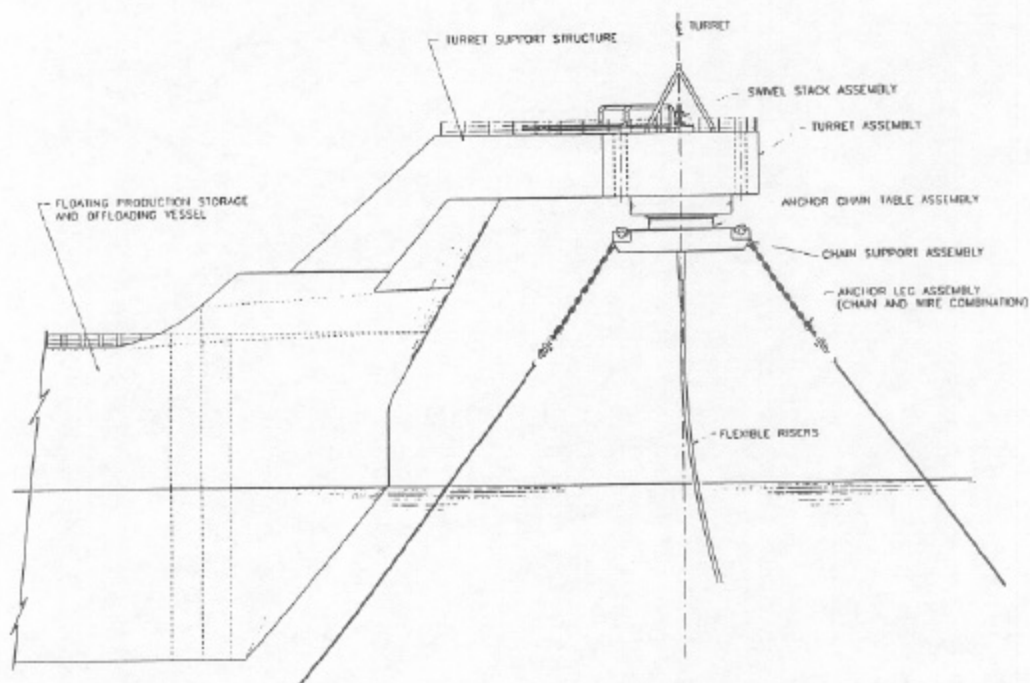 ℄ TURRET
TURRET SUPPORT STRUCTURE
SWIVEL STACK ASSEMBLY
TURRET ASSEMBLY
FLOATING PRODUCTION STORAGE
AND OFFLOADING VESSEL
ANCHOR CHAIN TABLE ASSEMBLY
CHAIN SUPPORT ASSEMBLY
ANCHOR LEG ASSEMBLY
(CHAIN AND WIRE COMBINATION)
FLEXIBLE RISERS